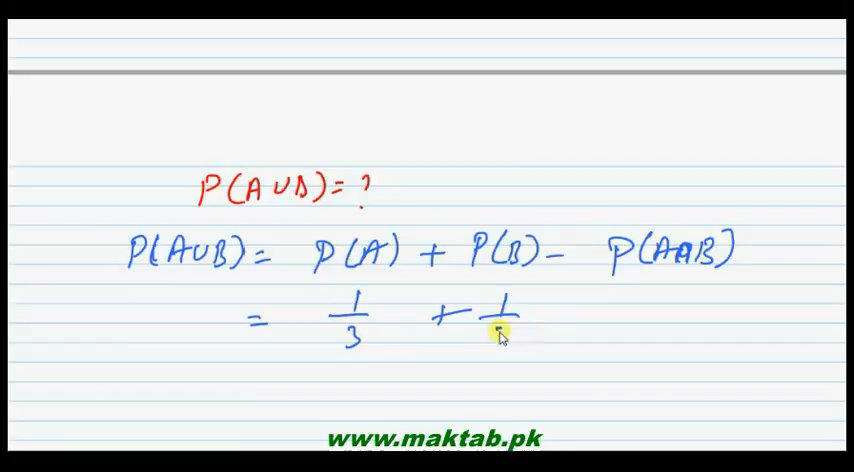 P(A∪B)= ?
P(A∪B) = P(A) + P(B) - P(A∩B)
= 1/3 + 1/
www.maktab.pk